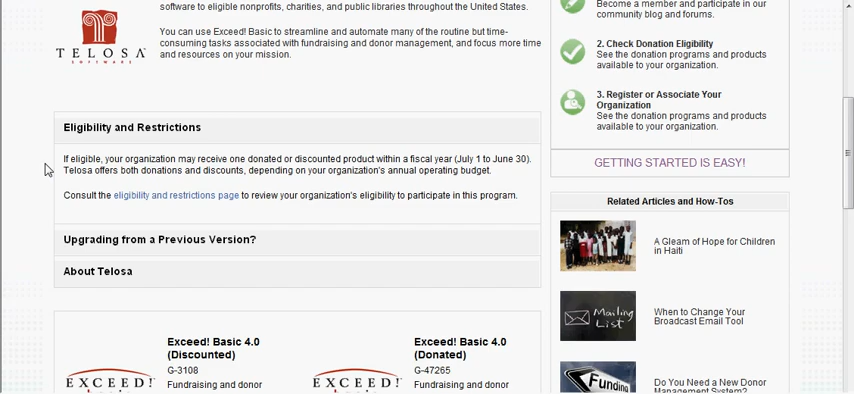 software to eligible nonprofits, charities, and public libraries throughout the United States.
You can use Exceed! Basic to streamline and automate many of the routine but time-
consuming tasks associated with fundraising and donor management, and focus more time
and resources on your mission.
TELOSA
SOFTWARE
Eligibility and Restrictions
If eligible, your organization may receive one donated or discounted product within a fiscal year (July 1 to June 30).
Telosa offers both donations and discounts, depending on your organization's annual operating budget.
Consult the eligibility and restrictions page to review your organization's eligibility to participate in this program.
Upgrading from a Previous Version?
About Telosa
Exceed! Basic 4.0
(Discounted)
G-3108
Fundraising and donor
EXCEED!
Exceed! Basic 4.0
(Donated)
G-47265
Fundraising and donor
EXCEED!
Become a member and participate in our
community blog and forums.
2. Check Donation Eligibility
See the donation programs and products
available to your organization.
3. Register or Associate Your
Organization
See the donation programs and products
available to your organization.
GETTING STARTED IS EASY!
Related Articles and How-Tos
A Gleam of Hope for Children
in Haiti
Mailing
List
When to Change Your
Broadcast Email Tool
Funding
Do You Need a New Donor
Management System?